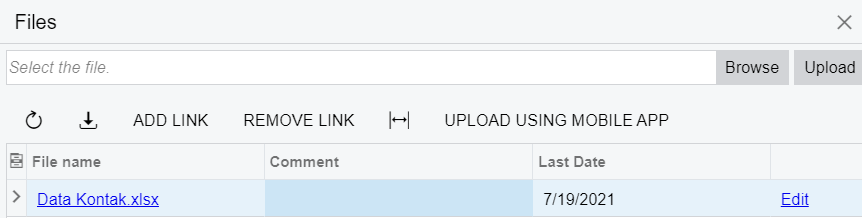 Files
Select the file. Browse Upload
ADD LINK REMOVE LINK UPLOAD USING MOBILE APP
File name Comment Last Date
Data Kontak.xlsx 7/19/2021 Edit